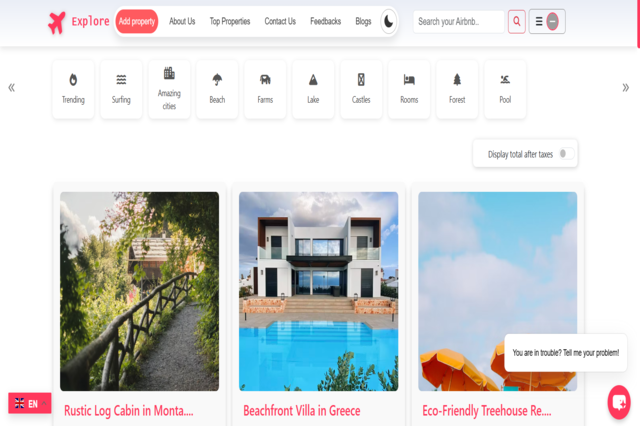 Explore
Add property
About Us
Top Properties
Contact Us
Feedbacks
Blogs
Search your Airbnb..
Trending
Surfing
Amazing
cities
Beach
Farms
Lake
Castles
Rooms
Forest
Pool
Display total after taxes
You are in trouble? Tell me your problem!
EN
Rustic Log Cabin in Monta....
Beachfront Villa in Greece
Eco-Friendly Treehouse Re....